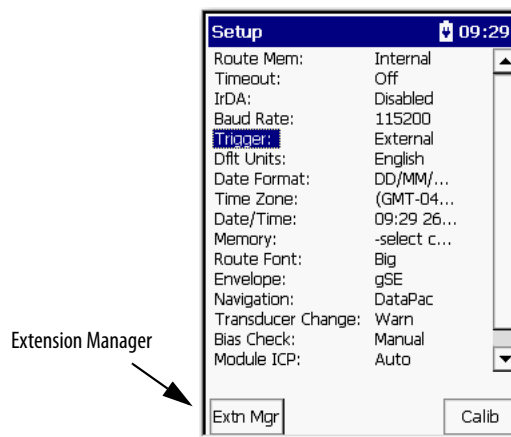 Setup 09:29
Route Mem: Internal
Timeout: Off
IrDA: Disabled
Baud Rate: 115200
Trigger: External
Dflt Units: English
Date Format: DD/MM/...
Time Zone: (GMT-04...
Date/Time: 09:29 26...
Memory: -select c...
Route Font: Big
Envelope: gSE
Navigation: DataPac
Transducer Change: Warn
Bias Check: Manual
Module ICP: Auto
Extension Manager
Extn Mgr Calib